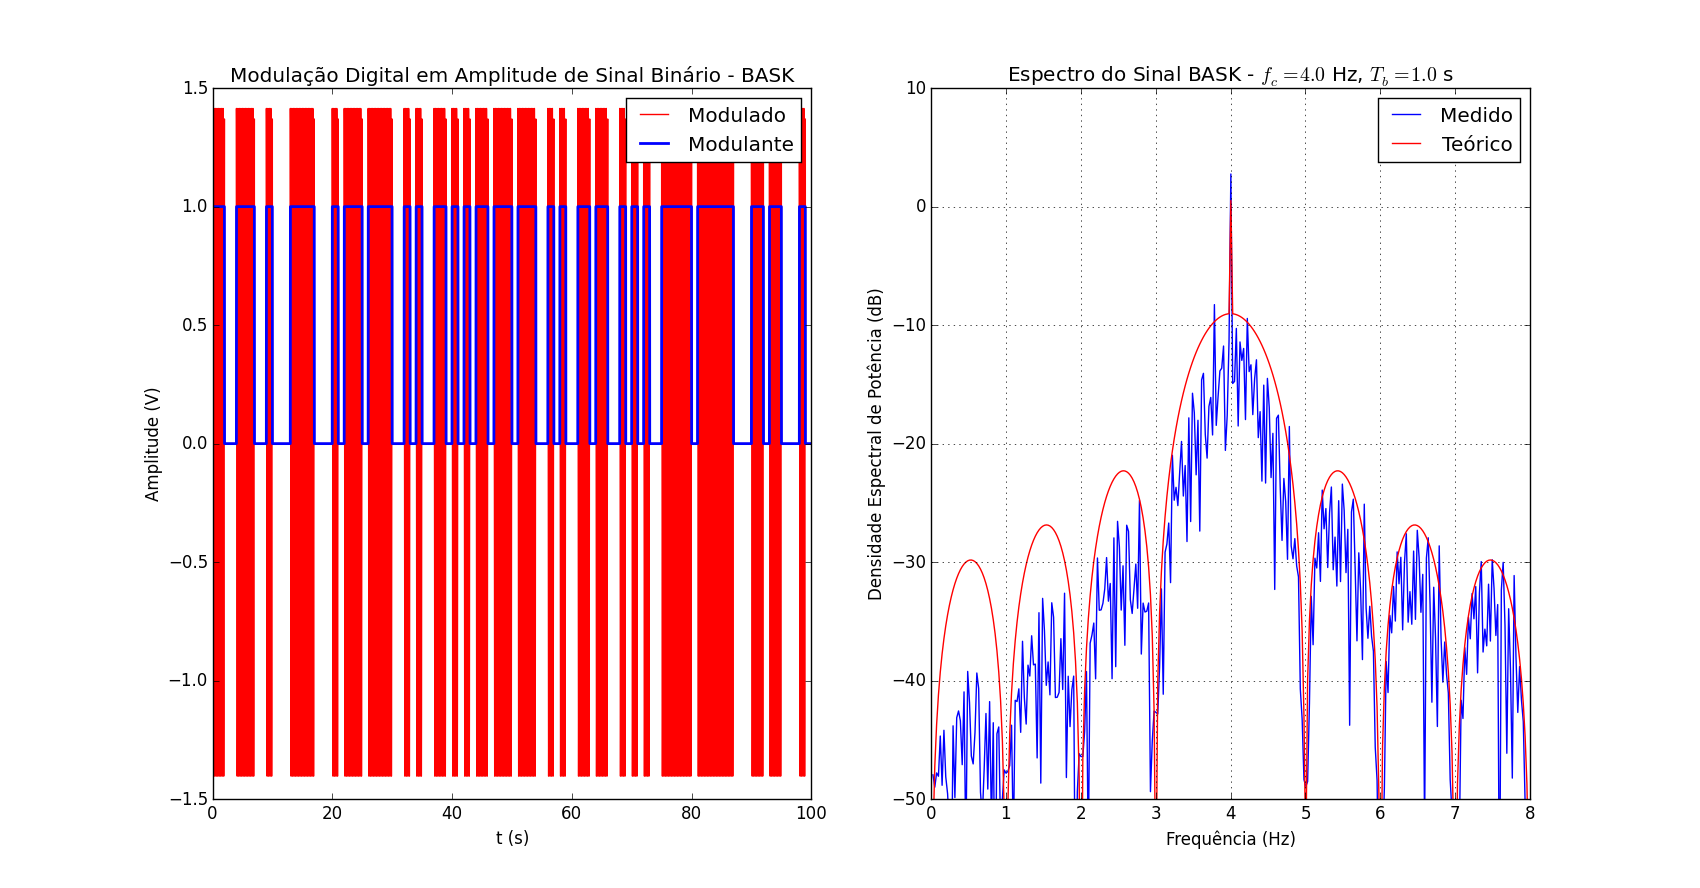 Modulação Digital em Amplitude de Sinal Binário - BASK
1.5
1.0
0.5
0.0
−0.5
−1.0
−1.5
Amplitude (V)
Modulado
Modulante
0 20 40 60 80 100
t (s)
Espectro do Sinal BASK - f_c = 4.0 Hz, T_b = 1.0 s
10
0
−10
−20
−30
−40
−50
Densidade Espectral de Potência (dB)
Medido
Teórico
0 1 2 3 4 5 6 7 8
Frequência (Hz)